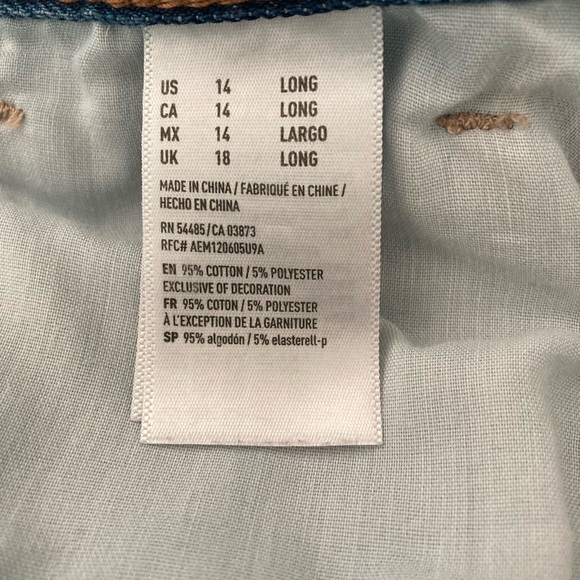 US 14 LONG
CA 14 LONG
MX 14 LARGO
UK 18 LONG
MADE IN CHINA / FABRIQUÉ EN CHINE /
HECHO EN CHINA
RN 54485/CA 03873
RFC# AEM120605U9A
EN 95% COTTON / 5% POLYESTER
EXCLUSIVE OF DECORATION
FR 95% COTON / 5% POLYESTER
À L'EXCEPTION DE LA GARNITURE
SP 95% algodón / 5% elasterell-p